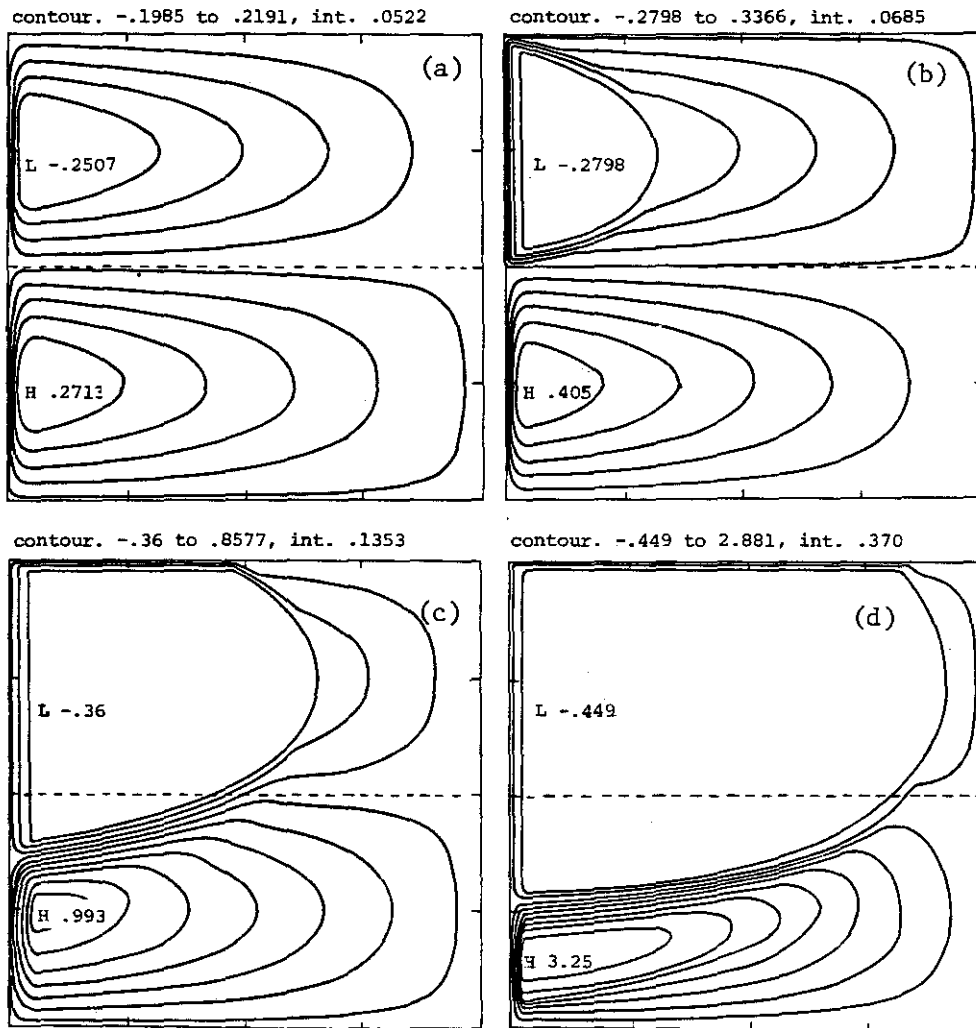 contour. -.1985 to .2191, int. .0522
contour. -.2798 to .3366, int. .0685
(a)
(b)
L -.2507
L -.2798
H .2713
H .405
contour. -.36 to .8577, int. .1353
contour. -.449 to 2.881, int. .370
(c)
(d)
L -.36
L -.449
H .993
H 3.25